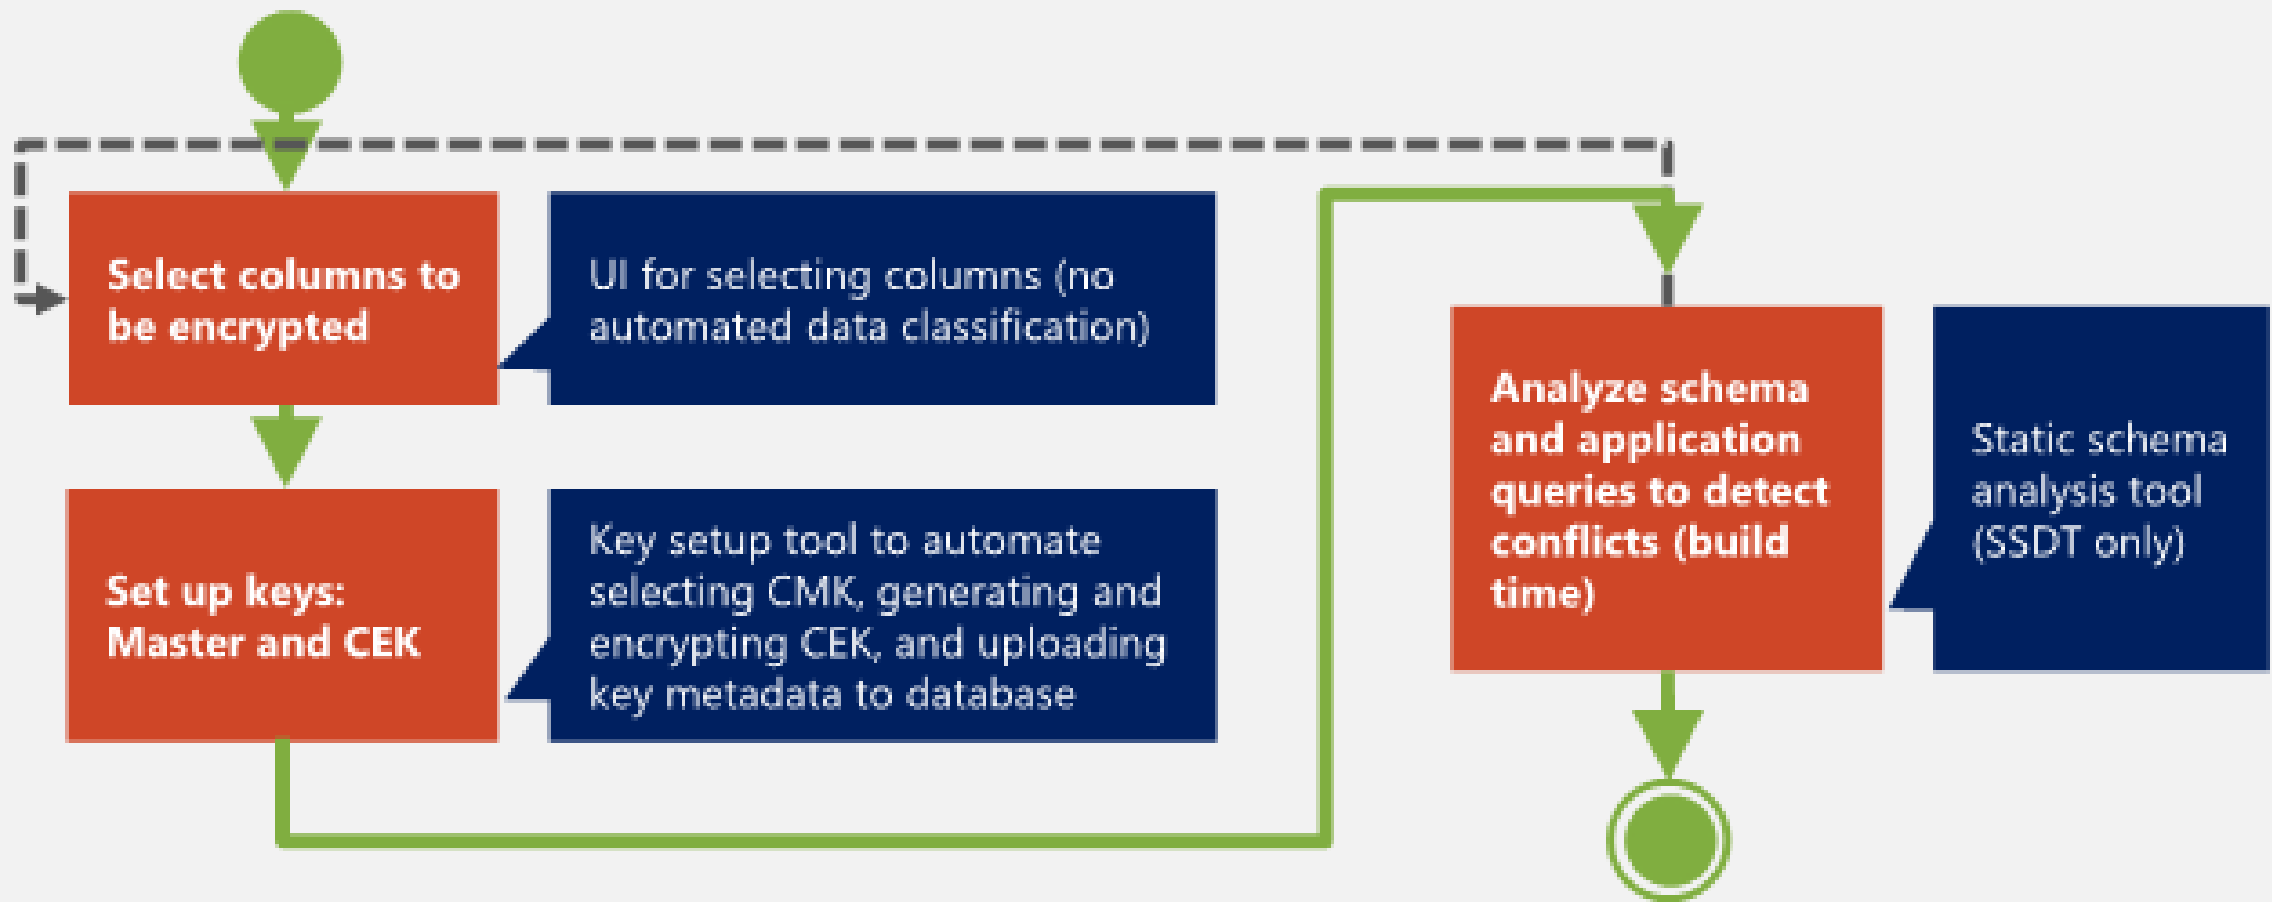 Select columns to
be encrypted
UI for selecting columns (no
automated data classification)
Set up keys:
Master and CEK
Key setup tool to automate
selecting CMK, generating and
encrypting CEK, and uploading
key metadata to database
Analyze schema
and application
queries to detect
conflicts (build
time)
Static schema
analysis tool
(SSDT only)